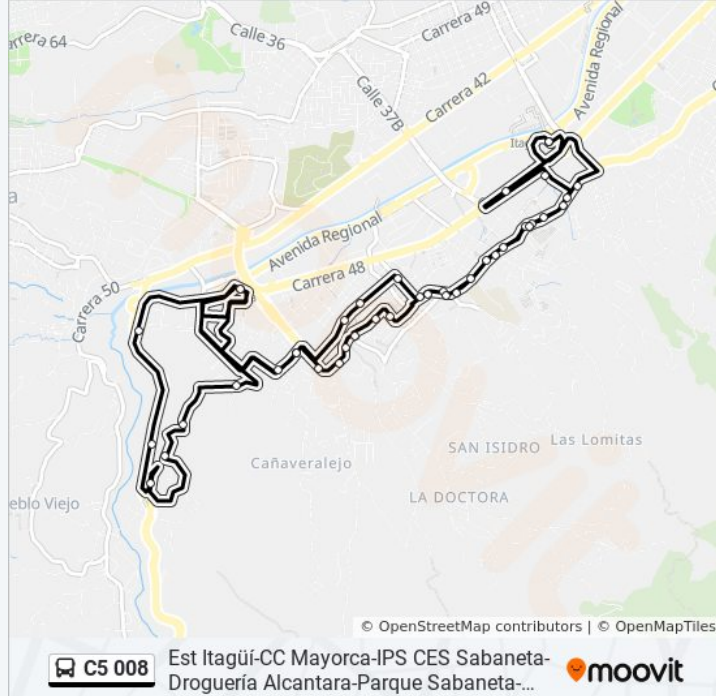 Carrera 49
Calle 36
arrera 64
Avenida Regional
Calle 37B
Carrera 42
Ita
a
Avenida Regional
Carrera 48
Carrera 50
SAN ISIDRO
Las Lomitas
Cañaveralejo
LA DOCTORA
eblo Viejo
© OpenStreetMap contributors | © OpenMapTiles
C5 008
Est Itagüí-CC Mayorca-IPS CES Sabaneta-
Droguería Alcantara-Parque Sabaneta-...
moovit